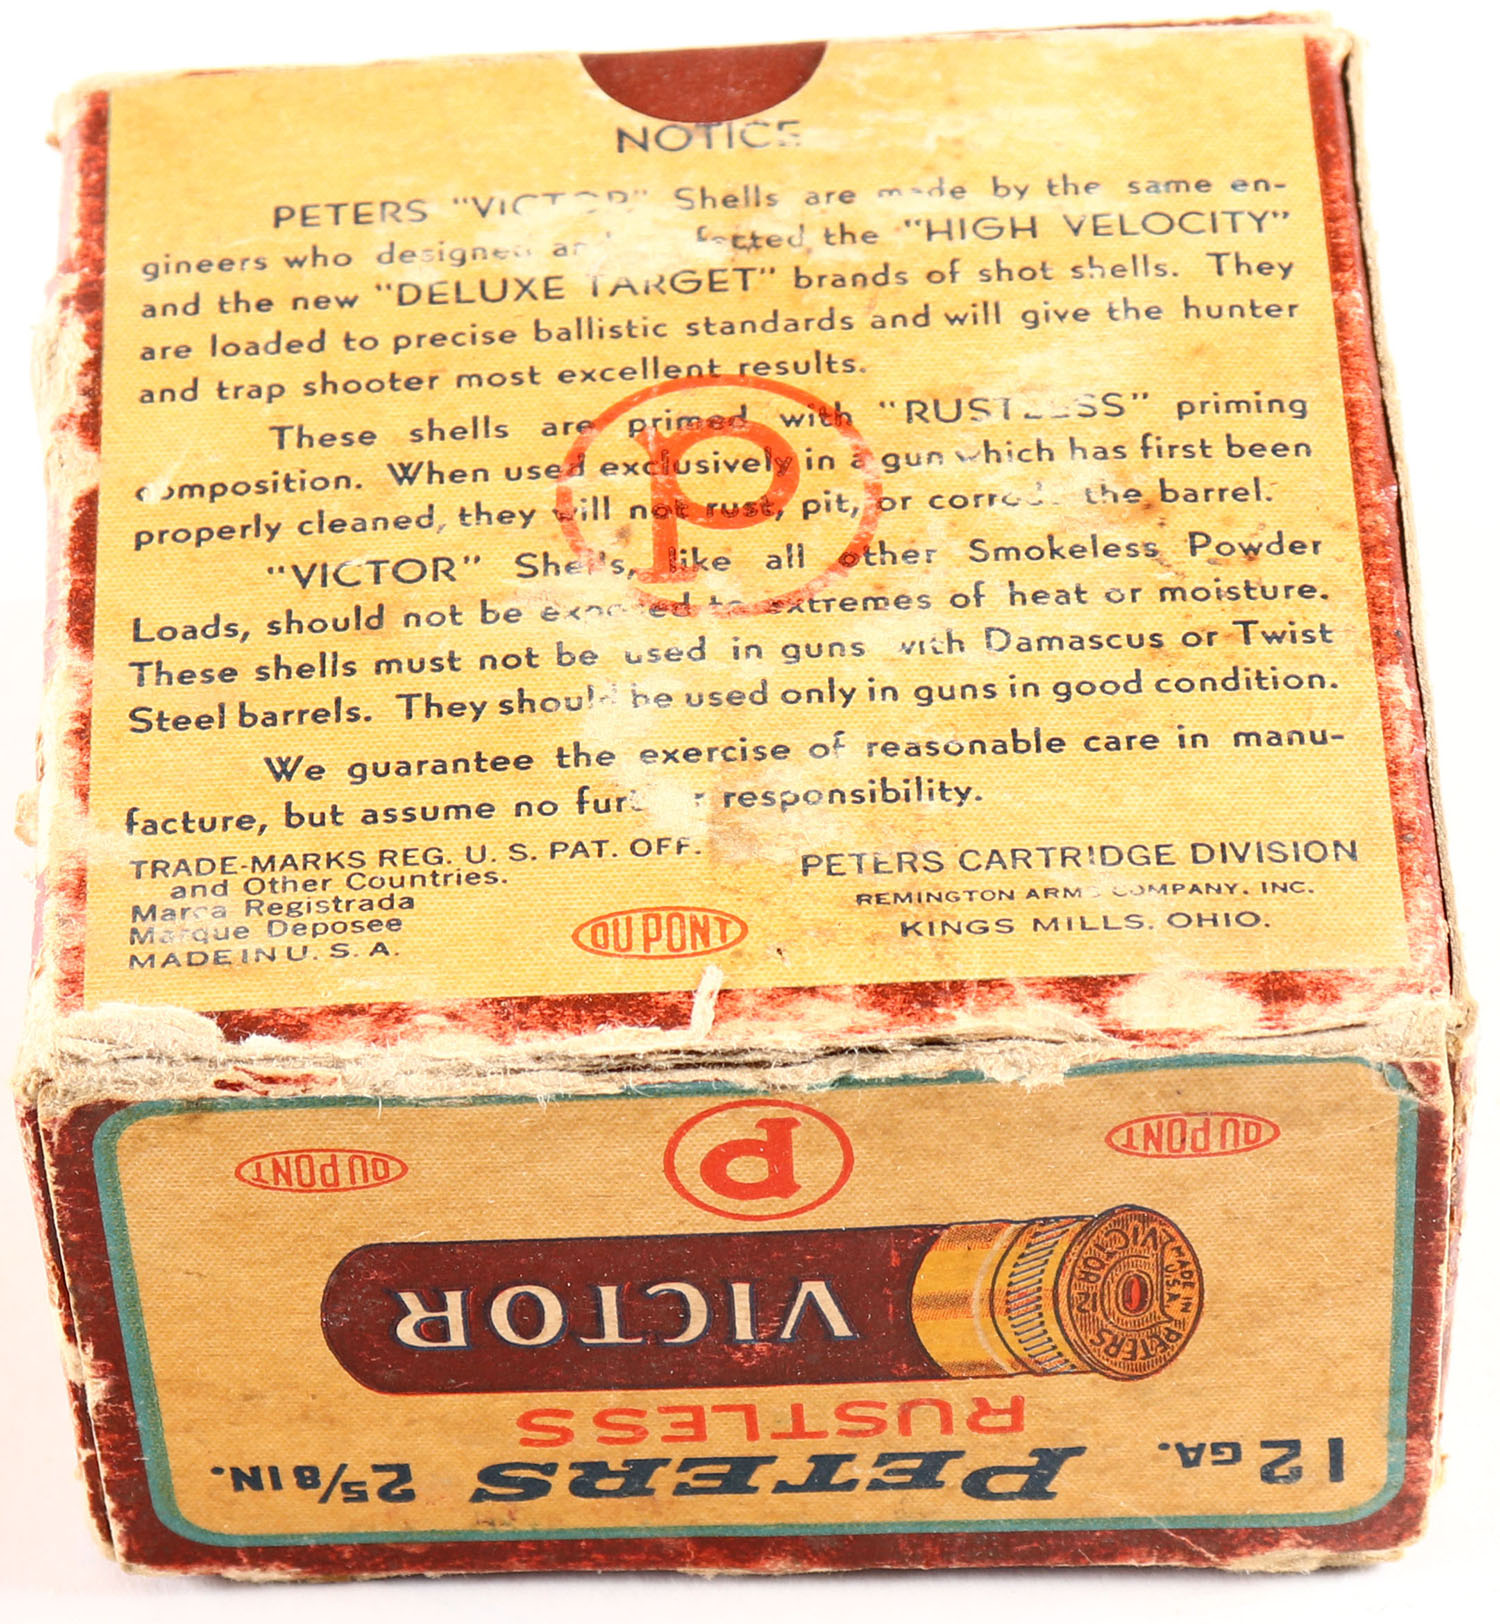 NOTICE
PETERS "VICTOR" Shells are made by the same en-
gineers who designed and perfected the "HIGH VELOCITY"
and the new "DELUXE TARGET" brands of shot shells. They
are loaded to precise ballistic standards and will give the hunter
and trap shooter most excellent results.
These shells are primed with "RUSTLESS" priming
composition. When used exclusively in a gun which has first been
properly cleaned, they will not rust, pit, or corrode the barrel.
"VICTOR" Shells, like all other Smokeless Powder
Loads, should not be exposed to extremes of heat or moisture.
These shells must not be used in guns with Damascus or Twist
Steel barrels. They should be used only in guns in good condition.
We guarantee the exercise of reasonable care in manu-
facture, but assume no further responsibility.
P
TRADE-MARKS REG. U. S. PAT. OFF.
and Other Countries.
Marca Registrada
Marque Deposee
MADE IN U. S. A.
DU PONT
PETERS CARTRIDGE DIVISION
REMINGTON ARMS COMPANY, INC.
KINGS MILLS, OHIO.
12 GA. PETERS 2 5/8 IN.
RUSTLESS
VICTOR
PETERS VICTOR 12
MADE IN U.S.A.
DU PONT
P
DU PONT